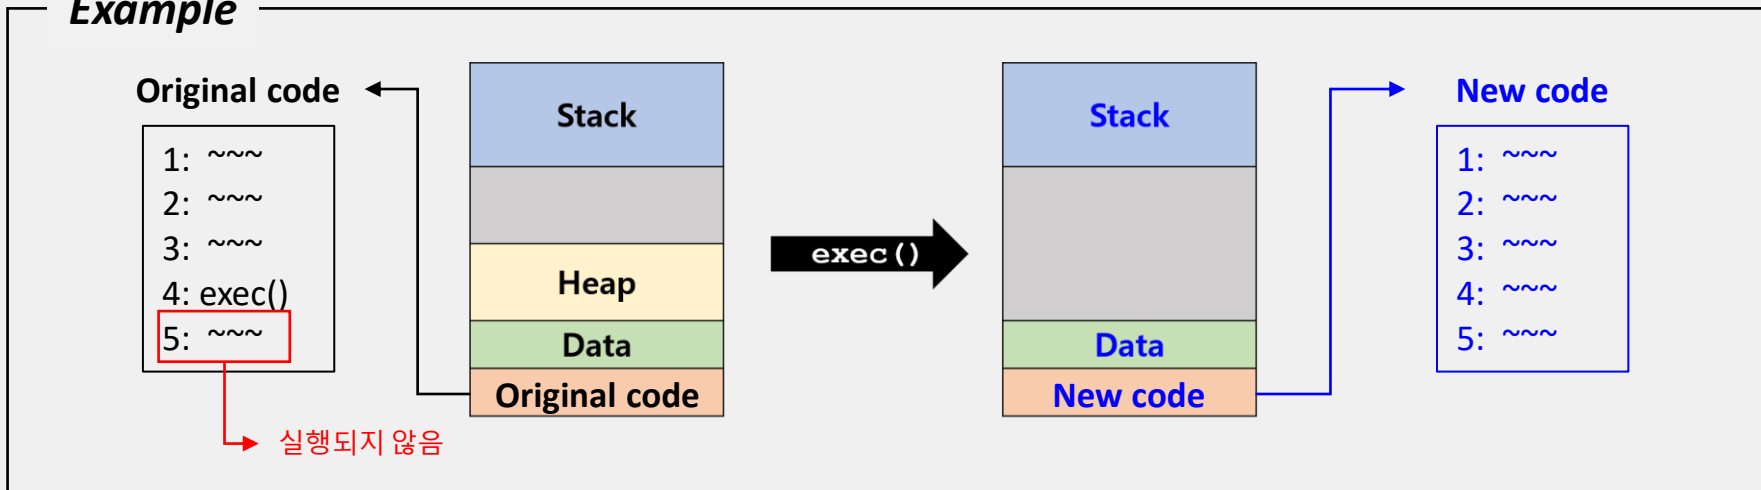 Example
Original code
1: ~~~
2: ~~~
3: ~~~
4: exec()
5: ~~~
실행되지 않음
Stack
Heap
Data
Original code
exec()
Stack
Data
New code
New code
1: ~~~
2: ~~~
3: ~~~
4: ~~~
5: ~~~